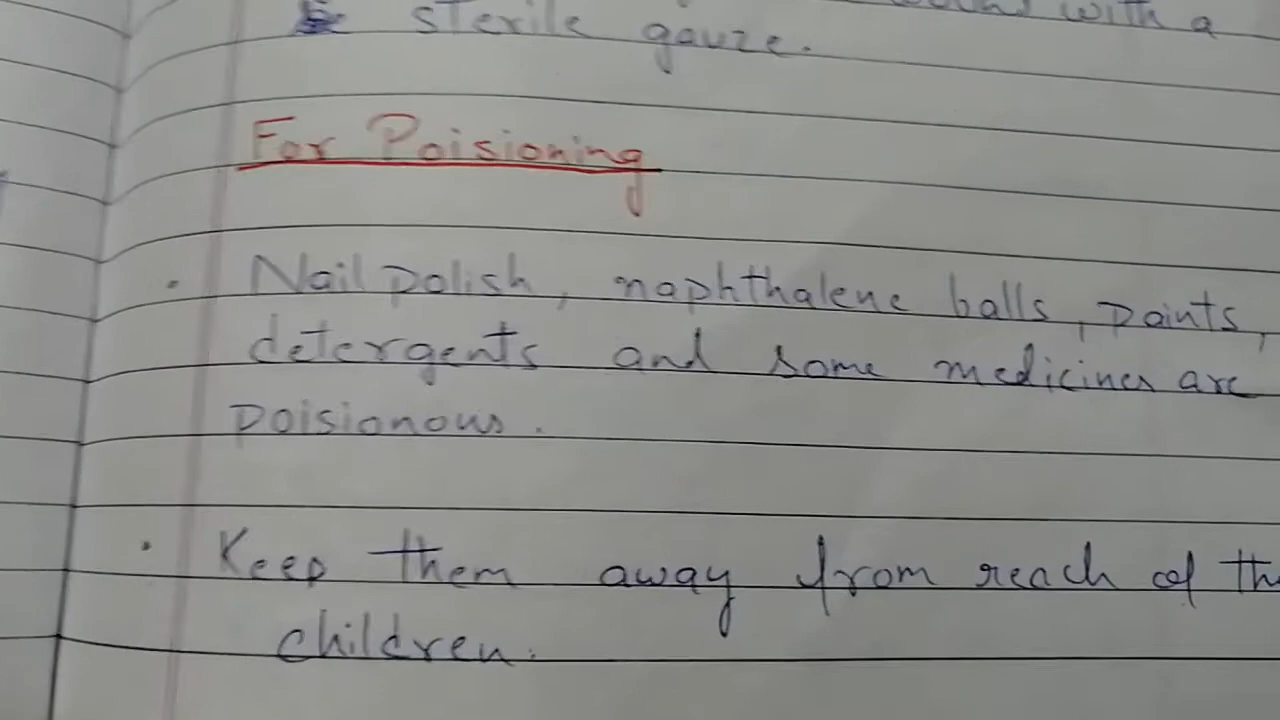 with a
sterile gauze.
For Poisioning
. Nail polish, naphthalene balls, paints,
detergents and some medicines are
poisionous.
. Keep them away from reach of the
children.